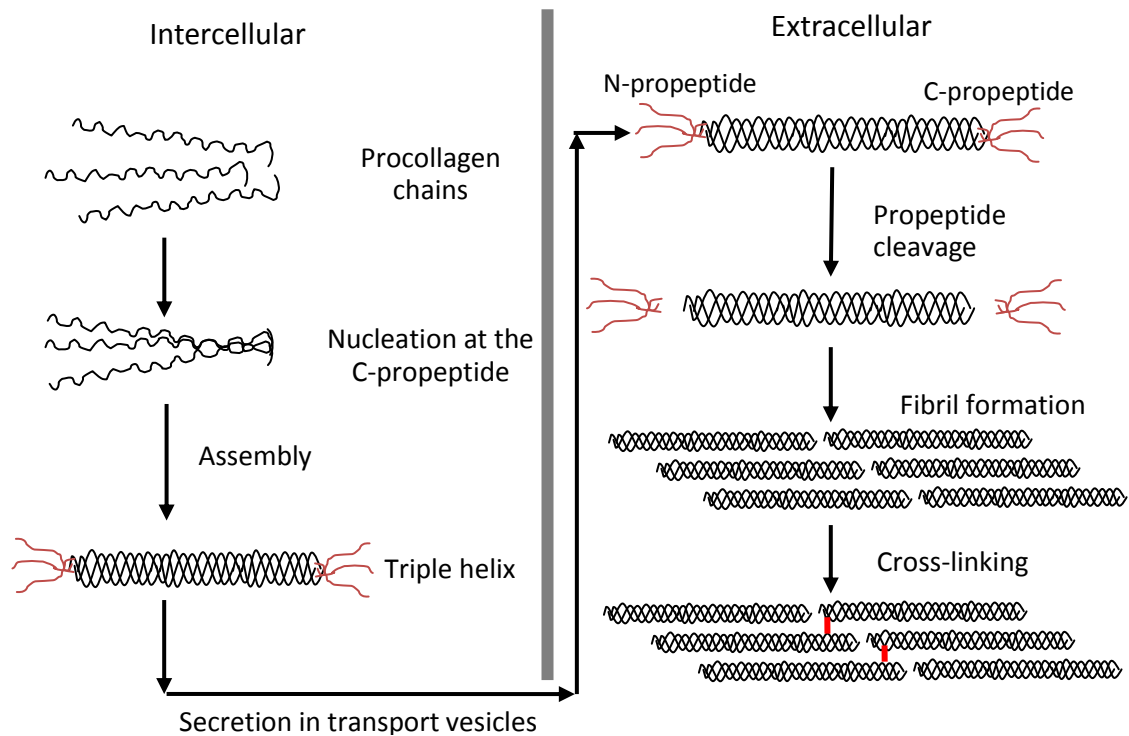 Intercellular
Procollagen
chains
Nucleation at the
C-propeptide
Assembly
Triple helix
Secretion in transport vesicles
Extracellular
N-propeptide
C-propeptide
Propeptide
cleavage
Fibril formation
Cross-linking